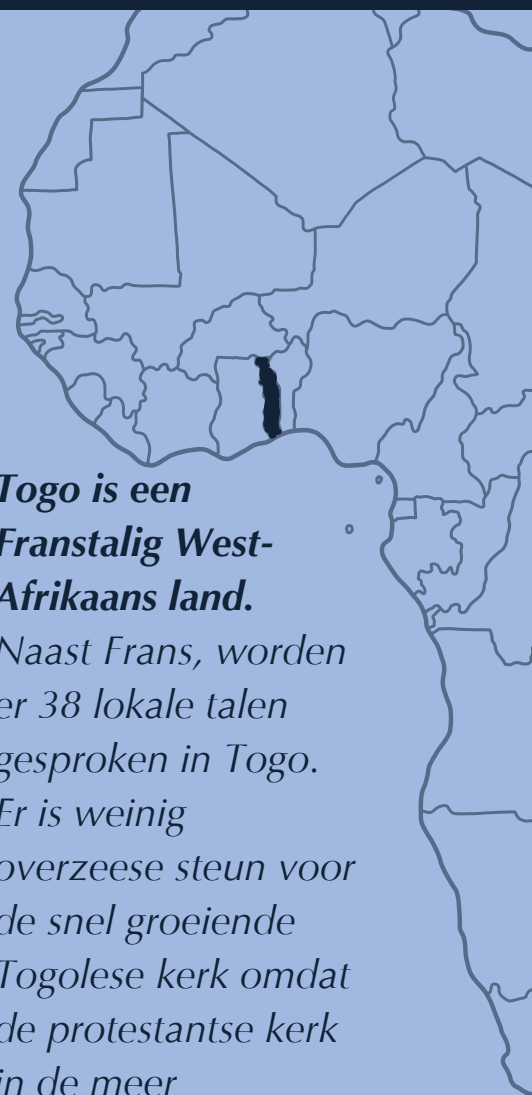 Togo is een
Franstalig West-
Afrikaans land.
Naast Frans, worden
er 38 lokale talen
gesproken in Togo.
Er is weinig
overzeese steun voor
de snel groeiende
Togolese kerk omdat
de protestantse kerk
in de meer